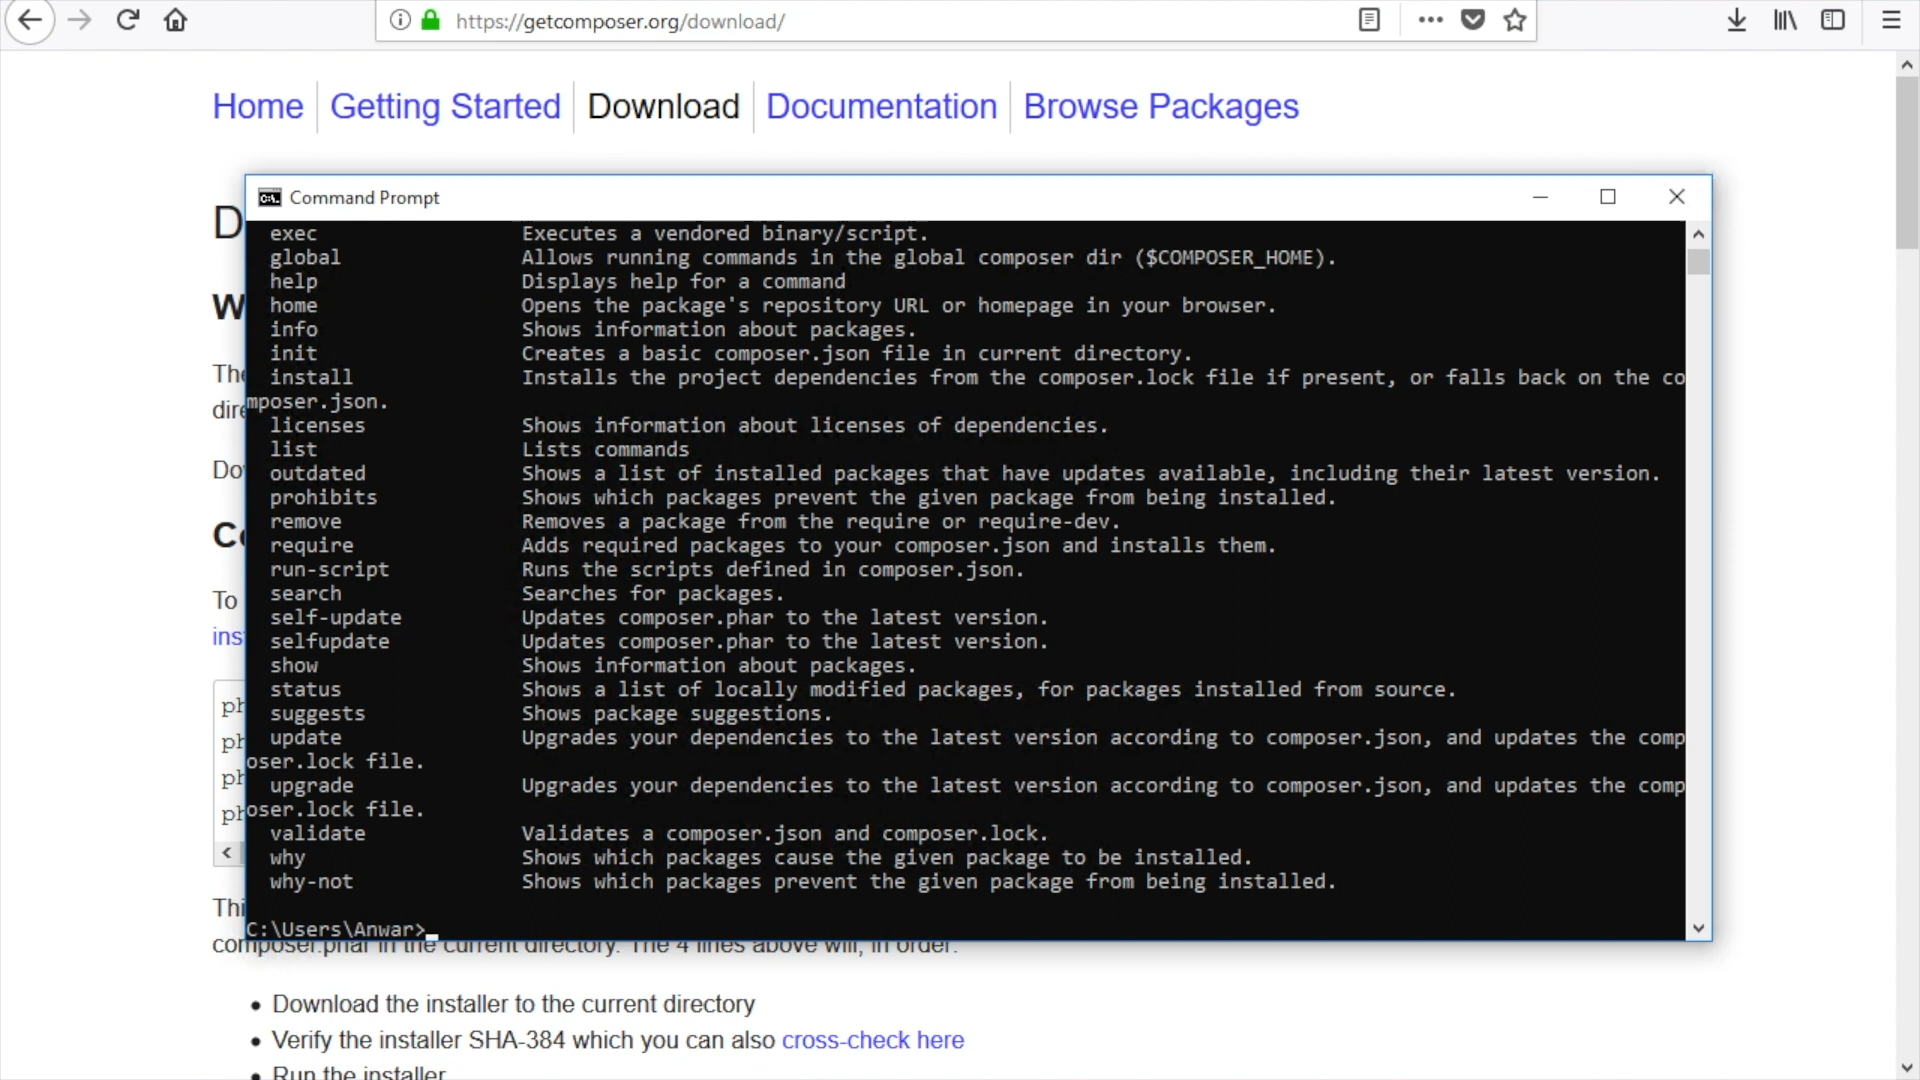 https://getcomposer.org/download/
Home Getting Started Download Documentation Browse Packages
D
Command Prompt
exec Executes a vendored binary/script.
global Allows running commands in the global composer dir ($COMPOSER_HOME).
help Displays help for a command
home Opens the package's repository URL or homepage in your browser.
info Shows information about packages.
init Creates a basic composer.json file in current directory.
install Installs the project dependencies from the composer.lock file if present, or falls back on the co
mposer.json.
licenses Shows information about licenses of dependencies.
list Lists commands
outdated Shows a list of installed packages that have updates available, including their latest version.
prohibits Shows which packages prevent the given package from being installed.
remove Removes a package from the require or require-dev.
require Adds required packages to your composer.json and installs them.
run-script Runs the scripts defined in composer.json.
search Searches for packages.
self-update Updates composer.phar to the latest version.
selfupdate Updates composer.phar to the latest version.
show Shows information about packages.
status Shows a list of locally modified packages, for packages installed from source.
suggests Shows package suggestions.
update Upgrades your dependencies to the latest version according to composer.json, and updates the comp
oser.lock file.
upgrade Upgrades your dependencies to the latest version according to composer.json, and updates the comp
oser.lock file.
validate Validates a composer.json and composer.lock.
why Shows which packages cause the given package to be installed.
why-not Shows which packages prevent the given package from being installed.
C:\Users\Anwar>
composer.phar in the current directory. The 4 lines above will, in order:
Download the installer to the current directory
Verify the installer SHA-384 which you can also cross-check here
Run the installer